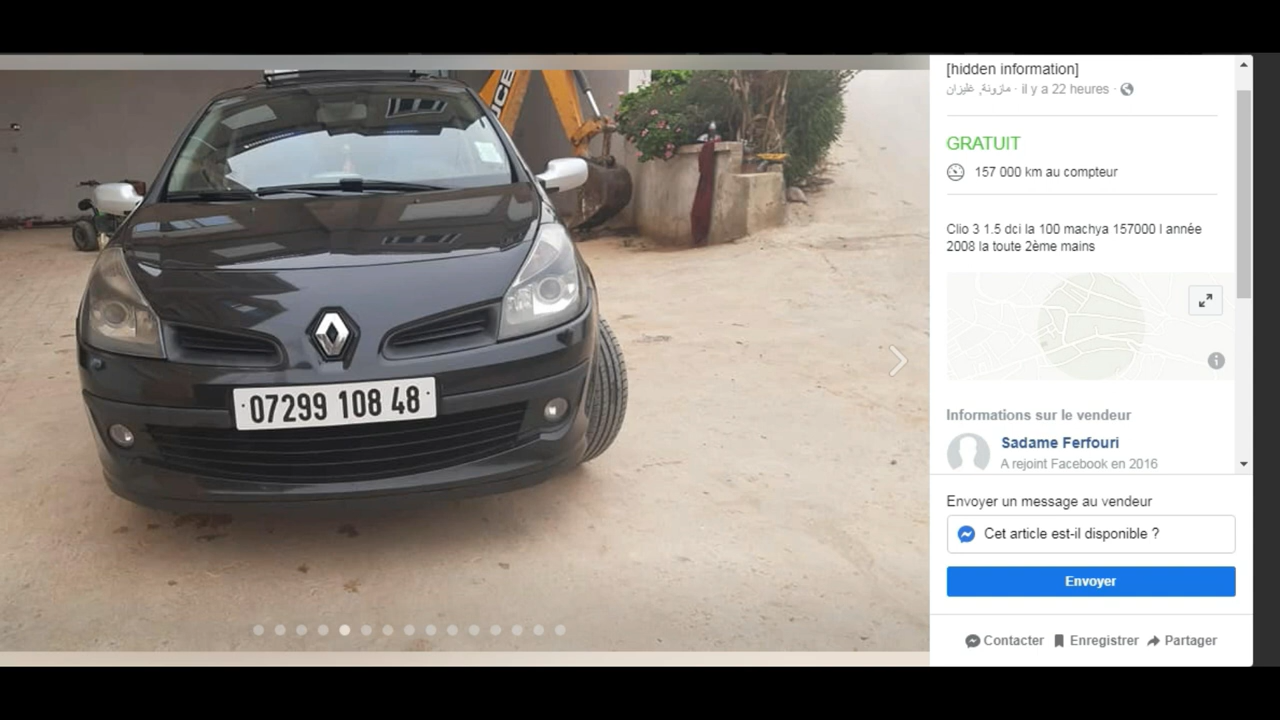 JCB
07299 108 48
[hidden information]
مازونة, غليزان · il y a 22 heures ·
GRATUIT
157 000 km au compteur
Clio 3 1.5 dci la 100 machya 157000 l année
2008 la toute 2ème mains
Informations sur le vendeur
Sadame Ferfouri
A rejoint Facebook en 2016
Envoyer un message au vendeur
Cet article est-il disponible ?
Envoyer
Contacter Enregistrer Partager